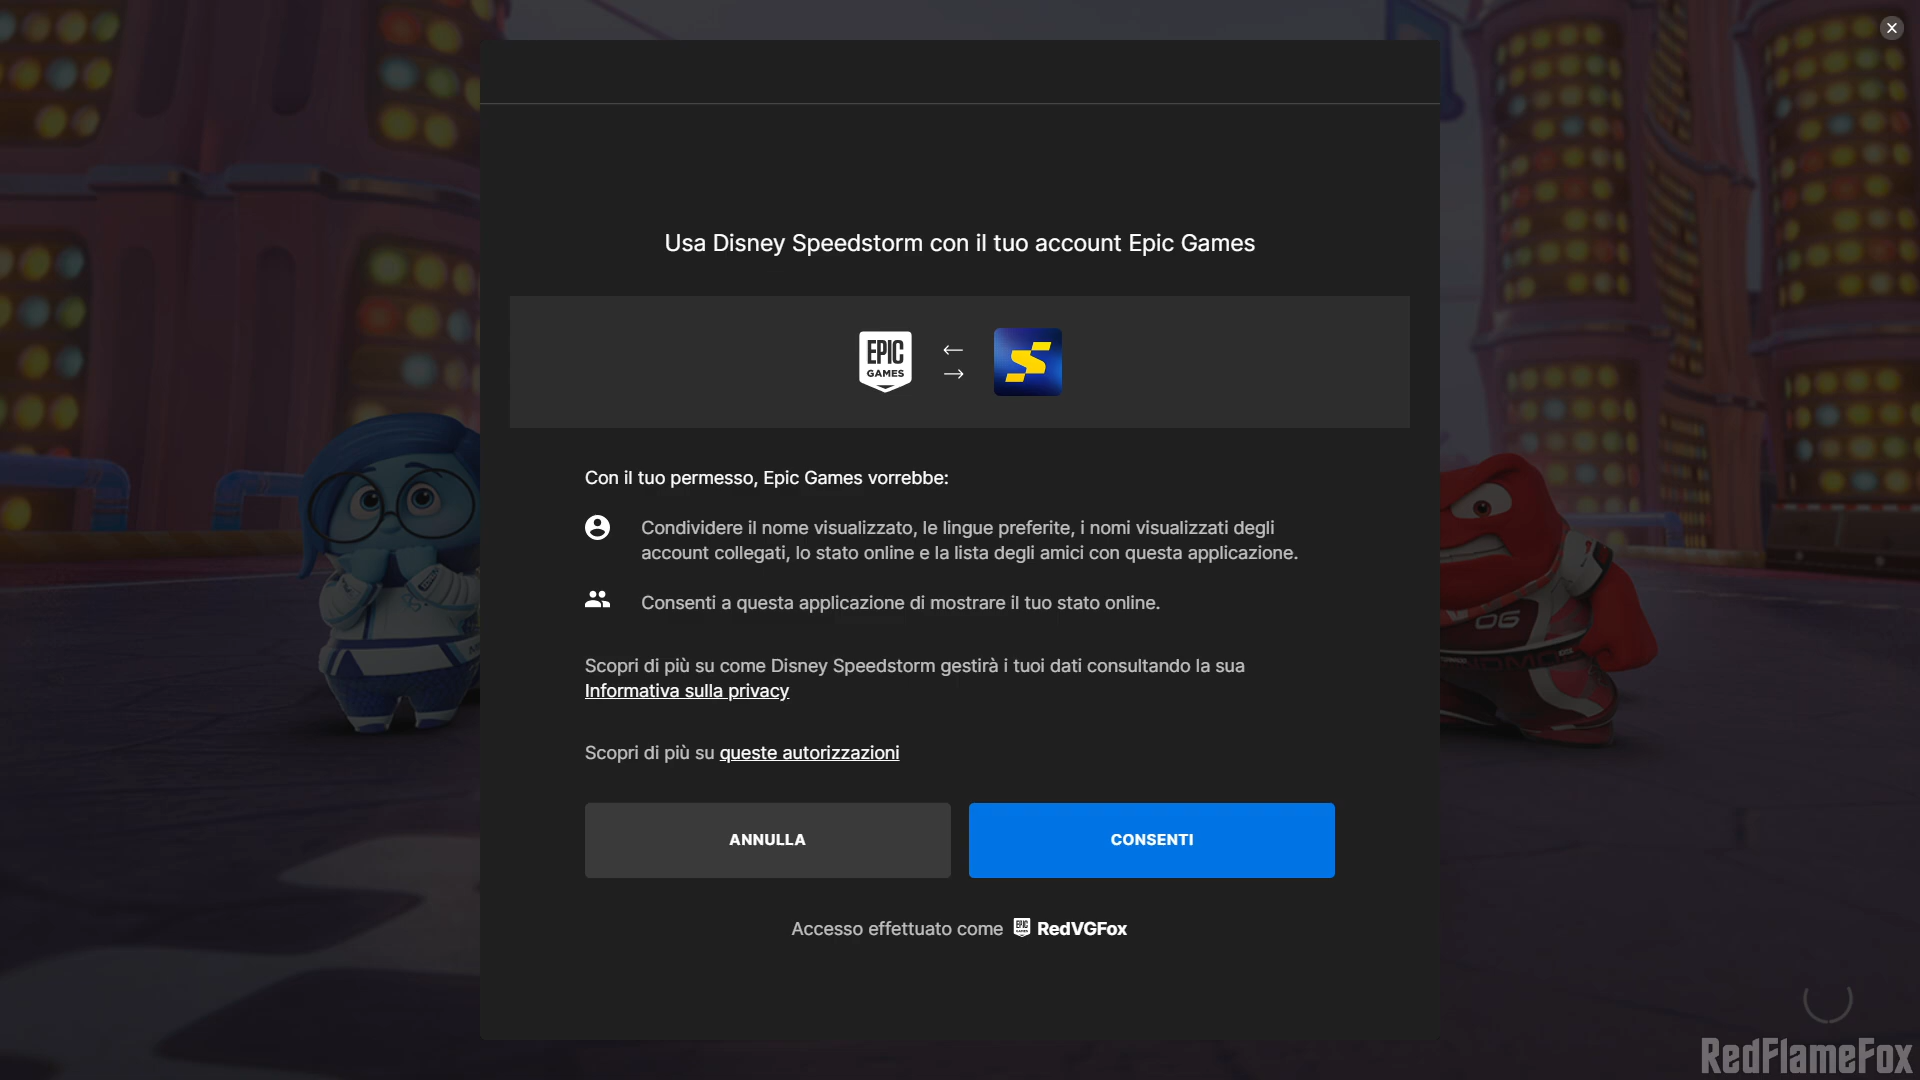 Usa Disney Speedstorm con il tuo account Epic Games
EPIC
GAMES
Con il tuo permesso, Epic Games vorrebbe:
Condividere il nome visualizzato, le lingue preferite, i nomi visualizzati degli
account collegati, lo stato online e la lista degli amici con questa applicazione.
Consenti a questa applicazione di mostrare il tuo stato online.
06
Scopri di più su come Disney Speedstorm gestirà i tuoi dati consultando la sua
Informativa sulla privacy
Scopri di più su queste autorizzazioni
ANNULLA
CONSENTI
Accesso effettuato come RedVGFox
RedFlameFox